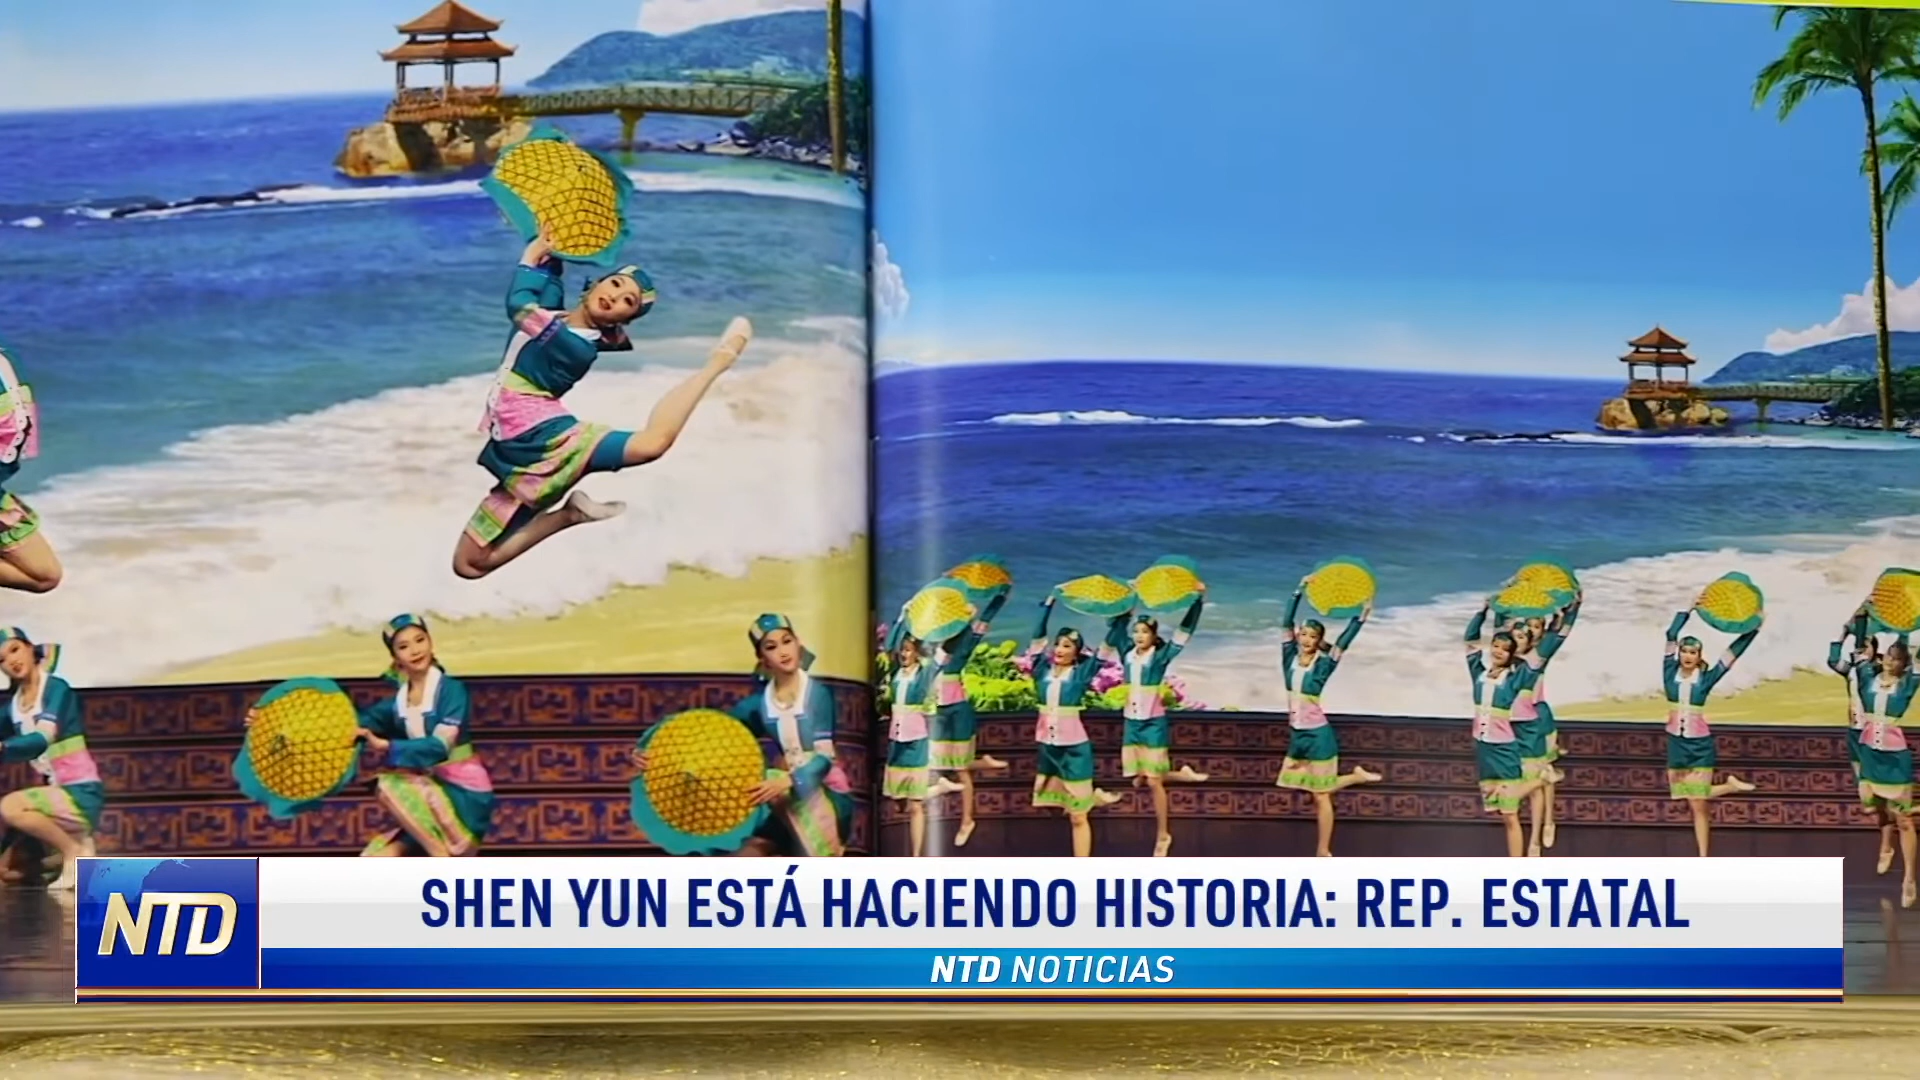 SHEN YUN ESTÁ HACIENDO HISTORIA: REP. ESTATAL
NTD
NTD NOTICIAS